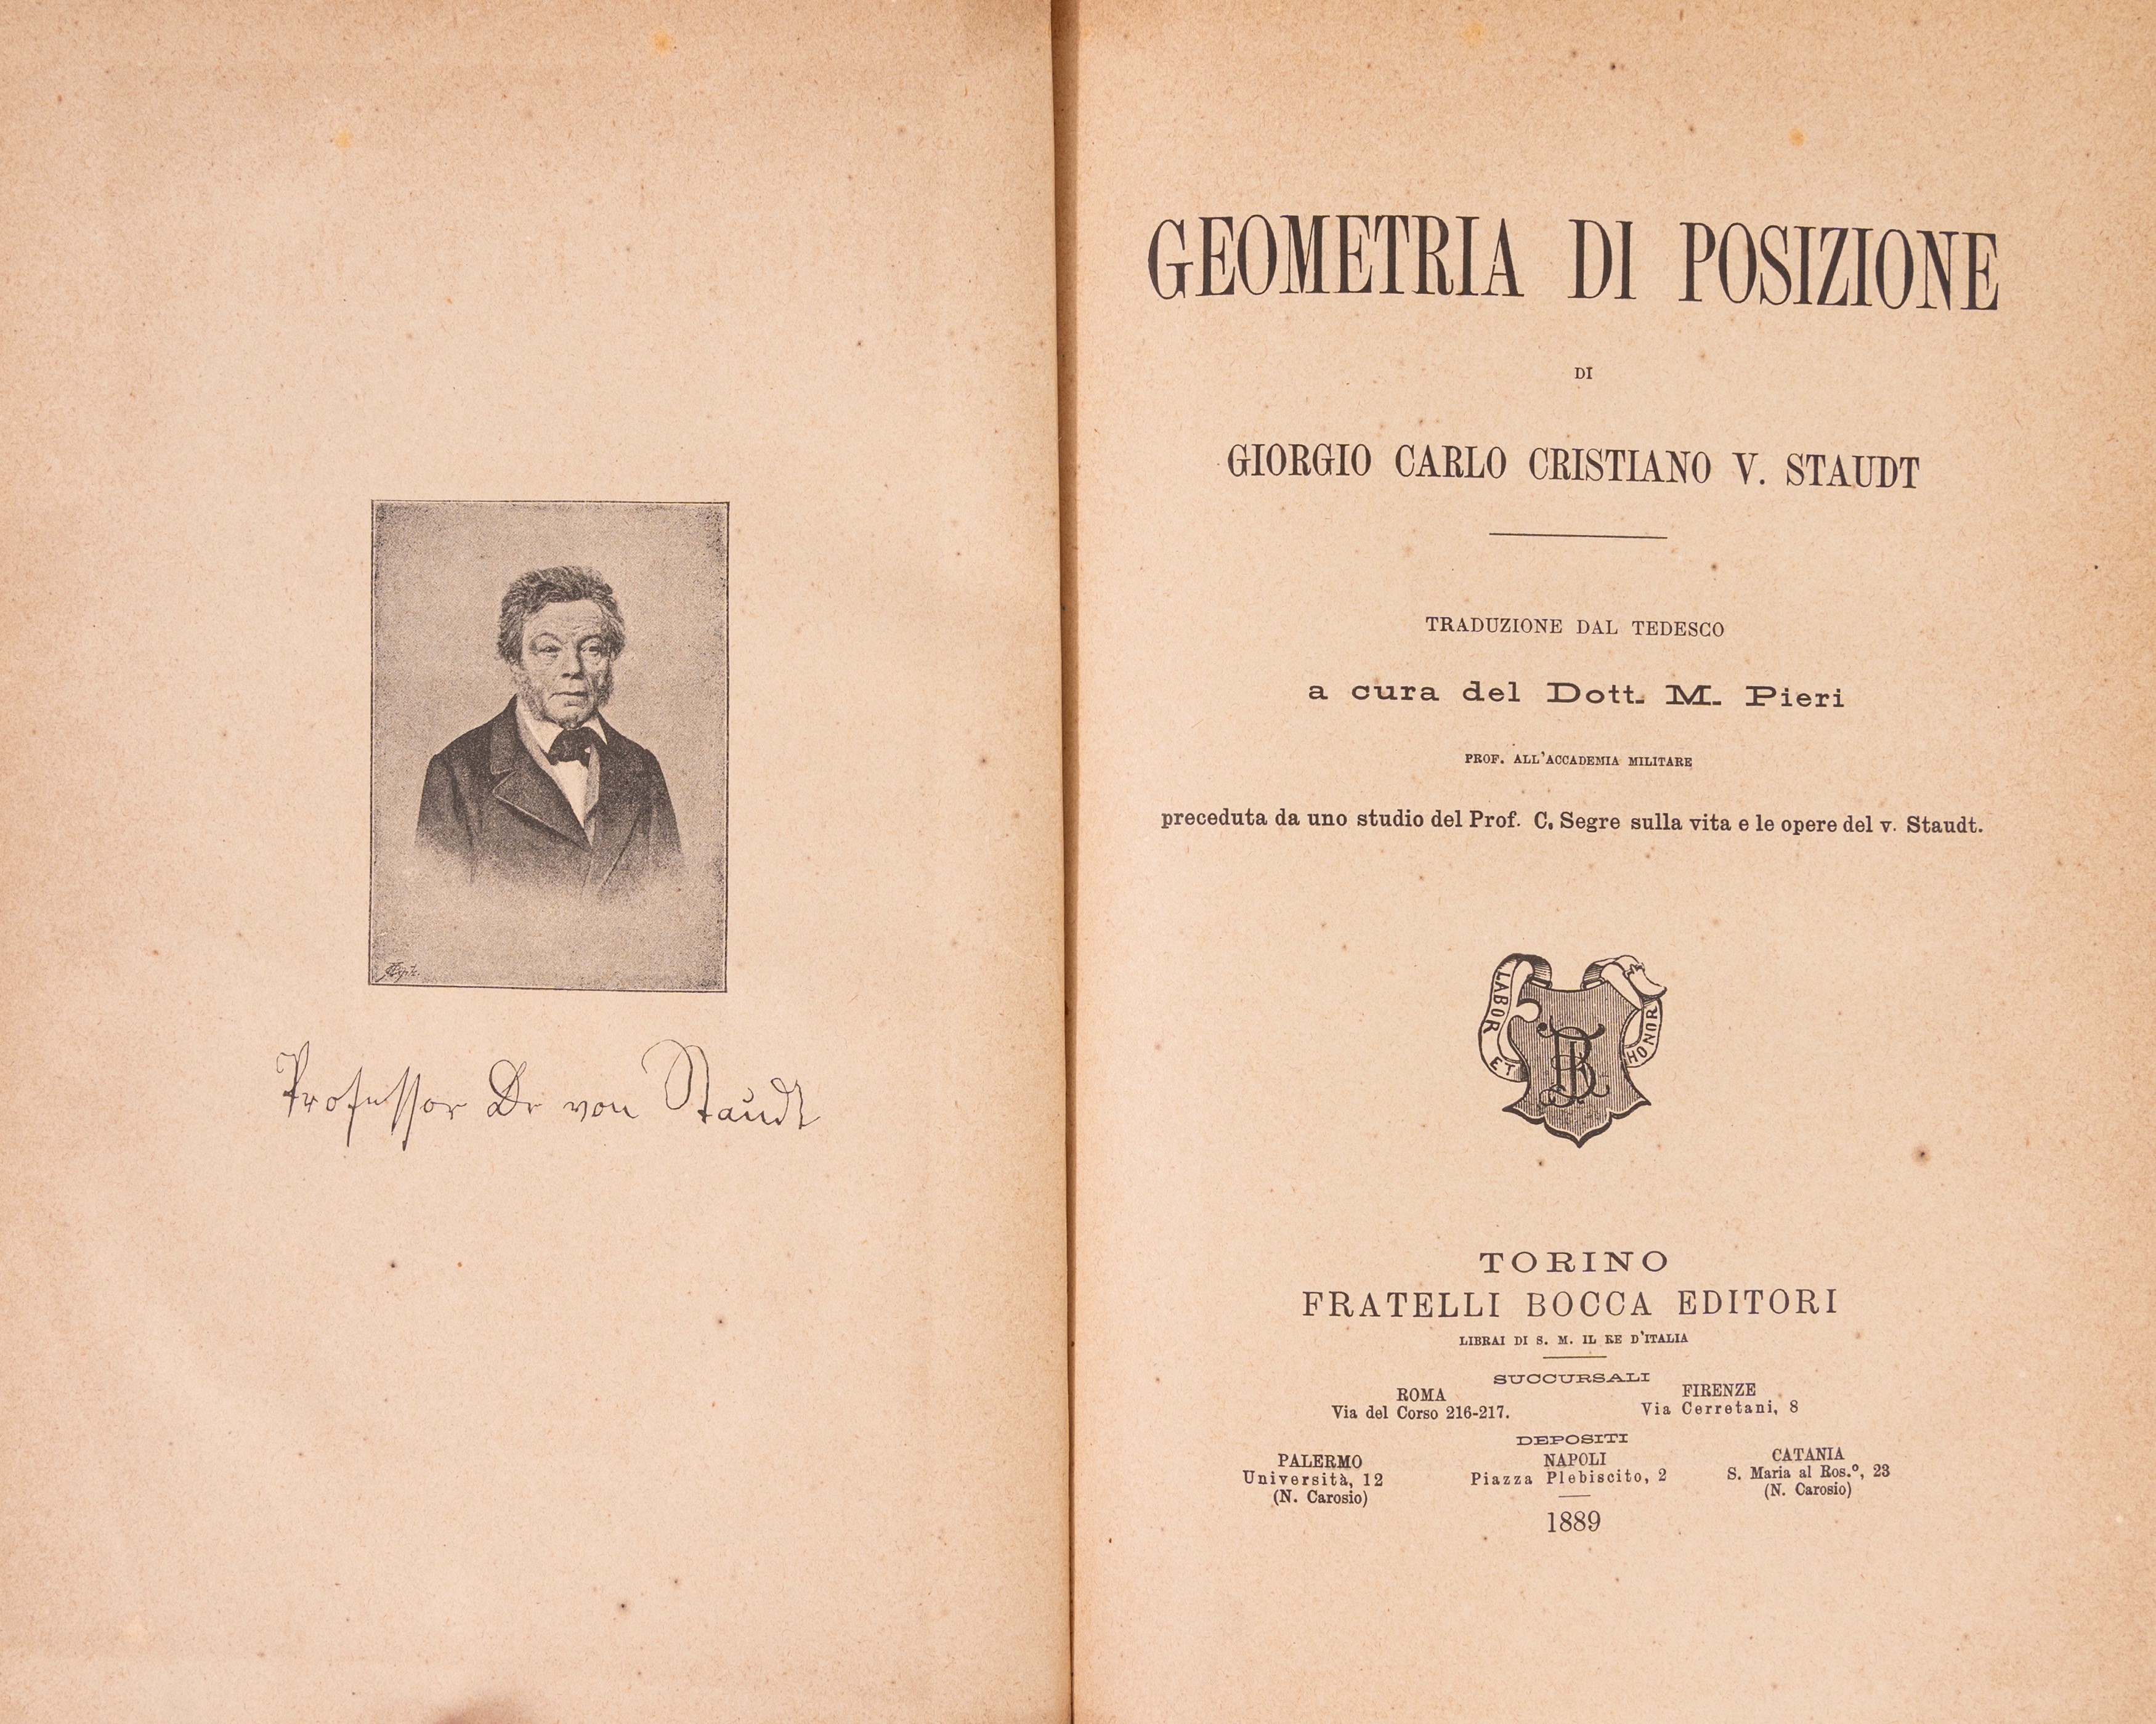 Professor Dr von Staudt
GEOMETRIA DI POSIZIONE
DI
GIORGIO CARLO CRISTIANO V. STAUDT
TRADUZIONE DAL TEDESCO
a cura del Dott. M. Pieri
PROF. ALL'ACCADEMIA MILITARE
preceduta da uno studio del Prof. C. Segre sulla vita e le opere del v. Staudt.
LABOR ET HONOR
TORINO
FRATELLI BOCCA EDITORI
LIBRAI DI S. M. IL RE D'ITALIA
SUCCURSALI
ROMA FIRENZE
Via del Corso 216-217. Via Cerretani, 8
DEPOSITI
PALERMO NAPOLI CATANIA
Università, 12 Piazza Plebiscito, 2 S. Maria al Ros.º, 23
(N. Carosio) (N. Carosio)
1889